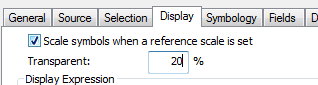 General Source Selection Display Symbology Fields D
Scale symbols when a reference scale is set
Transparent: 20 %
Display Expression